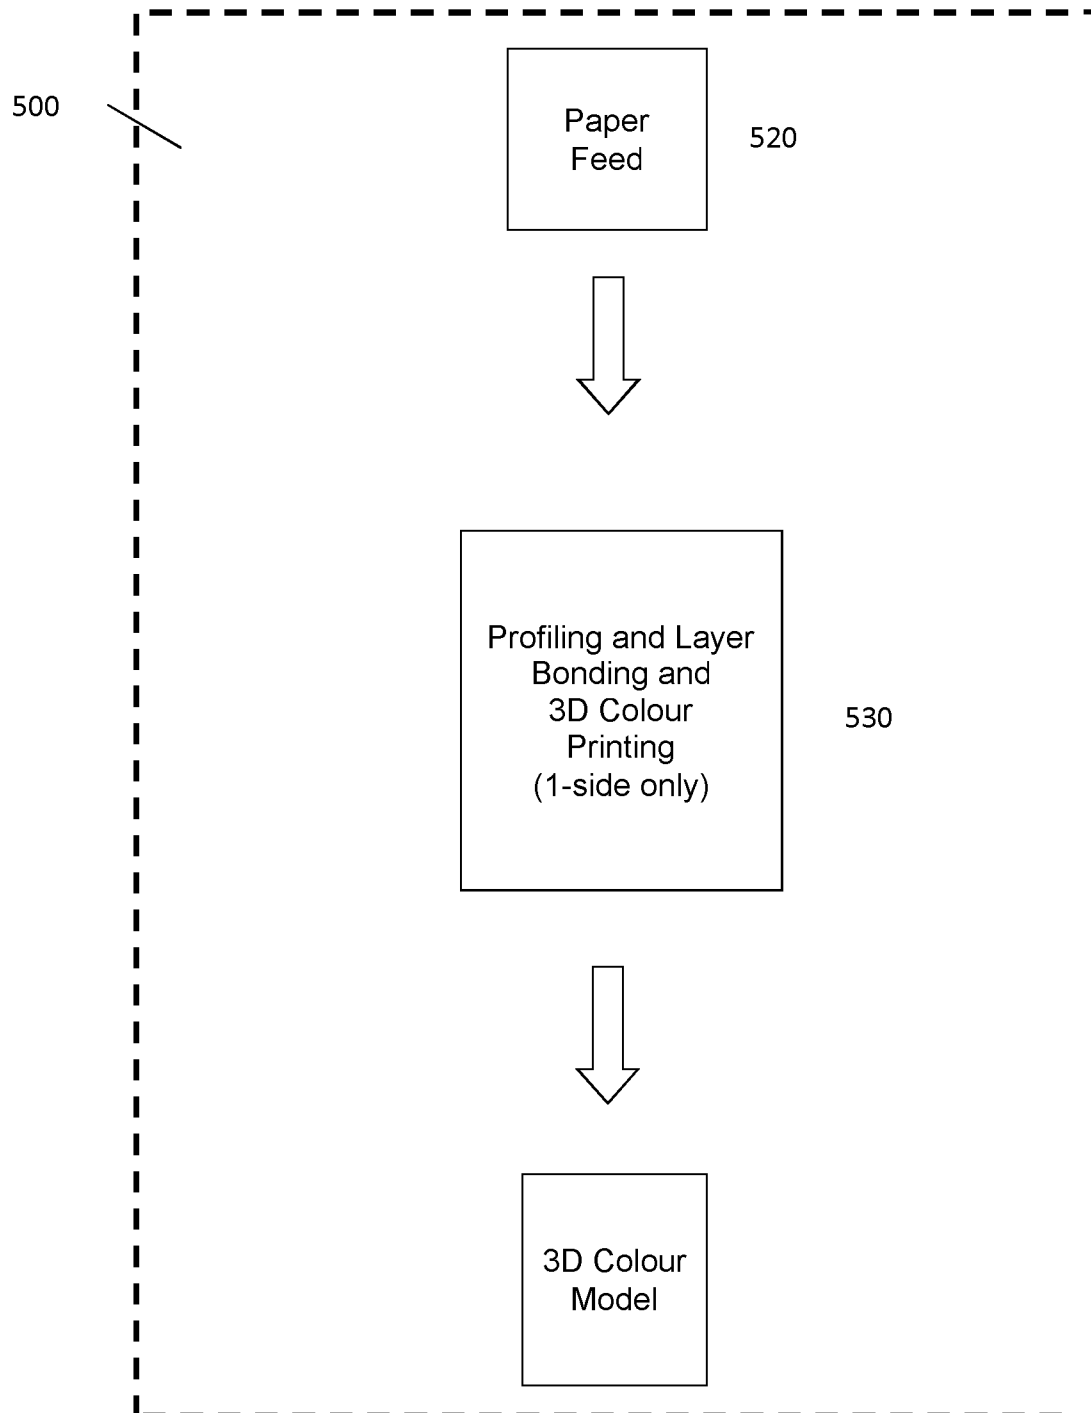 500
Paper
Feed
520
Profiling and Layer
Bonding and
3D Colour
Printing
(1-side only)
530
3D Colour
Model